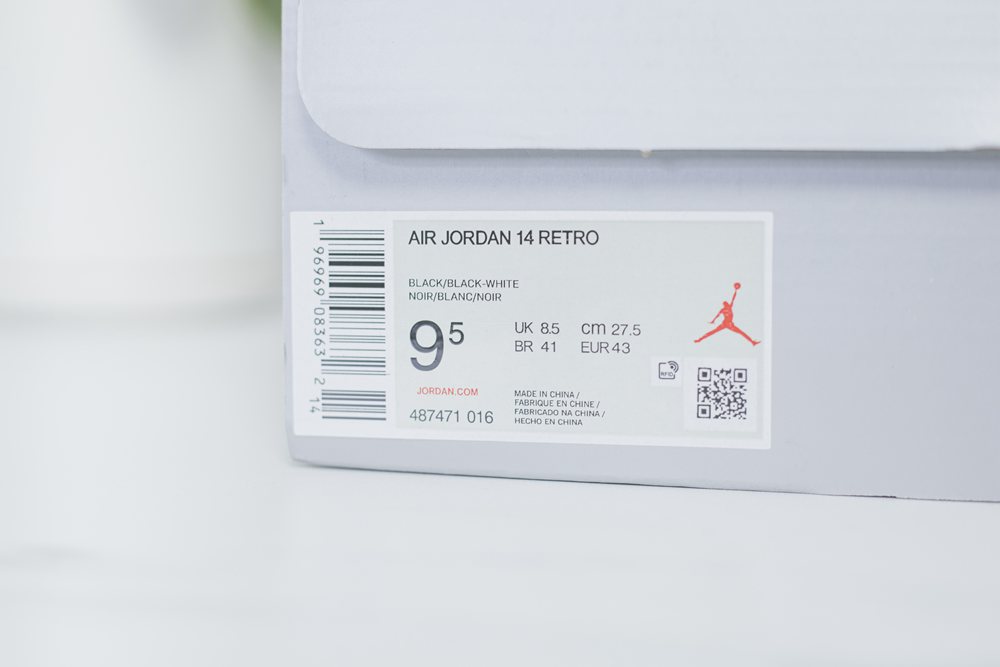 1 96969 08363 2 14
AIR JORDAN 14 RETRO
BLACK/BLACK-WHITE
NOIR/BLANC/NOIR
9 5
UK 8.5 cm 27.5
BR 41 EUR 43
JORDAN.COM
487471 016
MADE IN CHINA /
FABRIQUE EN CHINE /
FABRICADO NA CHINA /
HECHO EN CHINA
RFID